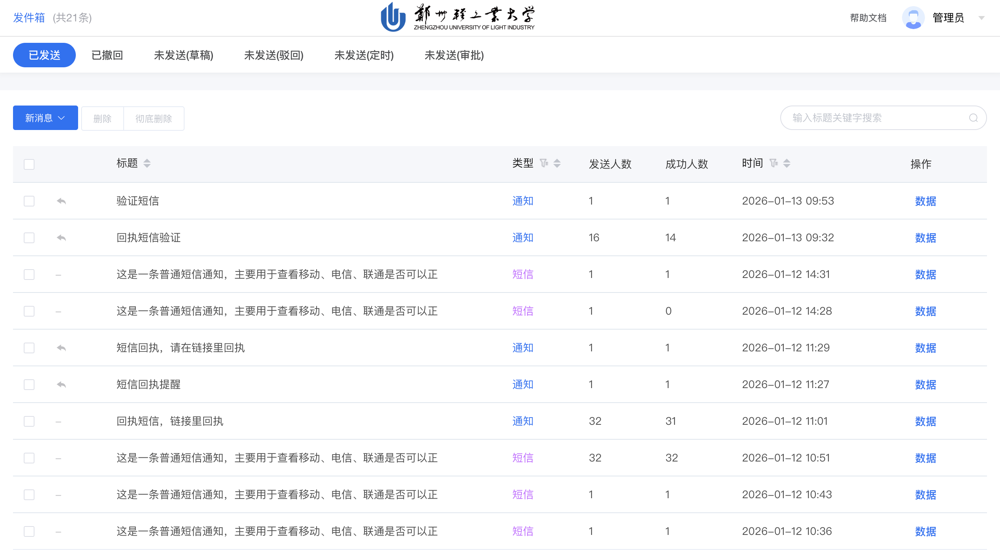 发件箱 (共21条) 郑州轻工业大学 帮助文档 管理员
ZHENGZHOU UNIVERSITY OF LIGHT INDUSTRY
已发送 已撤回 未发送(草稿) 未发送(驳回) 未发送(定时) 未发送(审批)
新消息 删除 彻底删除 输入标题关键字搜索
标题 类型 发送人数 成功人数 时间 操作
验证短信 通知 1 1 2026-01-13 09:53 数据
回执短信验证 通知 16 14 2026-01-13 09:32 数据
– 这是一条普通短信通知，主要用于查看移动、电信、联通是否可以正 短信 1 1 2026-01-12 14:31 数据
– 这是一条普通短信通知，主要用于查看移动、电信、联通是否可以正 短信 1 0 2026-01-12 14:28 数据
短信回执，请在链接里回执 通知 1 1 2026-01-12 11:29 数据
短信回执提醒 通知 1 1 2026-01-12 11:27 数据
– 回执短信，链接里回执 通知 32 31 2026-01-12 11:01 数据
– 这是一条普通短信通知，主要用于查看移动、电信、联通是否可以正 短信 32 32 2026-01-12 10:51 数据
– 这是一条普通短信通知，主要用于查看移动、电信、联通是否可以正 短信 1 1 2026-01-12 10:43 数据
– 这是一条普通短信通知，主要用于查看移动、电信、联通是否可以正 短信 1 1 2026-01-12 10:36 数据